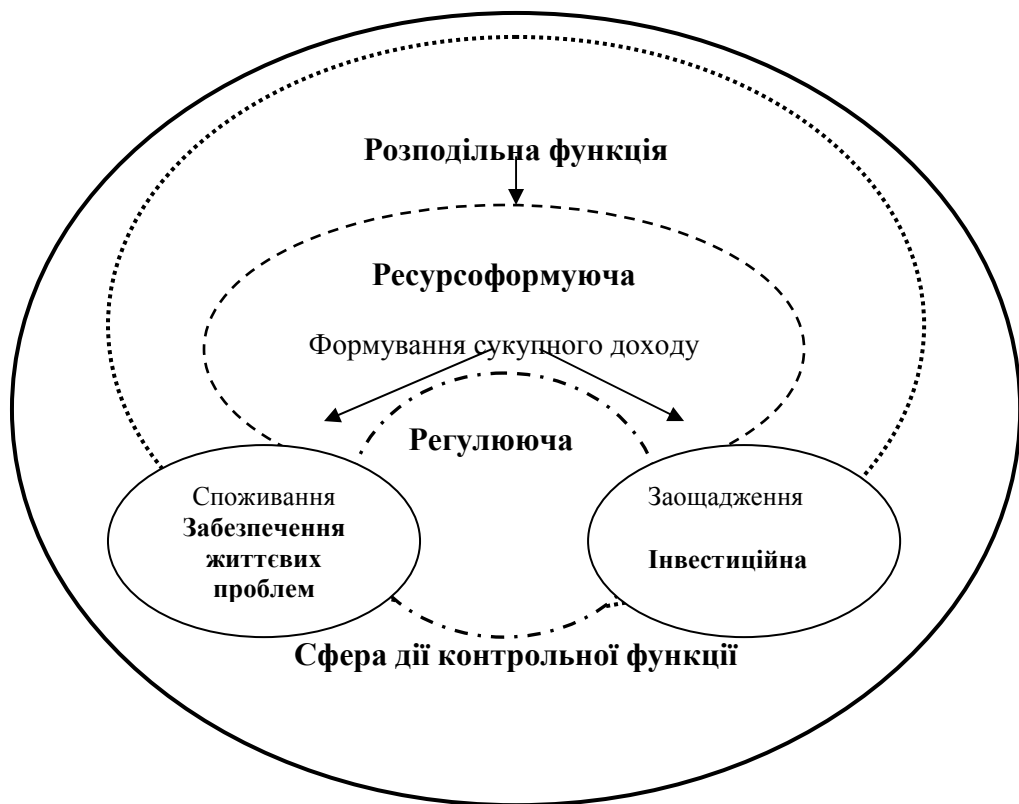 Розподільна функція
Ресурсоформуюча
Формування сукупного доходу
Регулююча
Споживання
Забезпечення
життєвих
проблем
Заощадження
Інвестиційна
Сфера дії контрольної функції